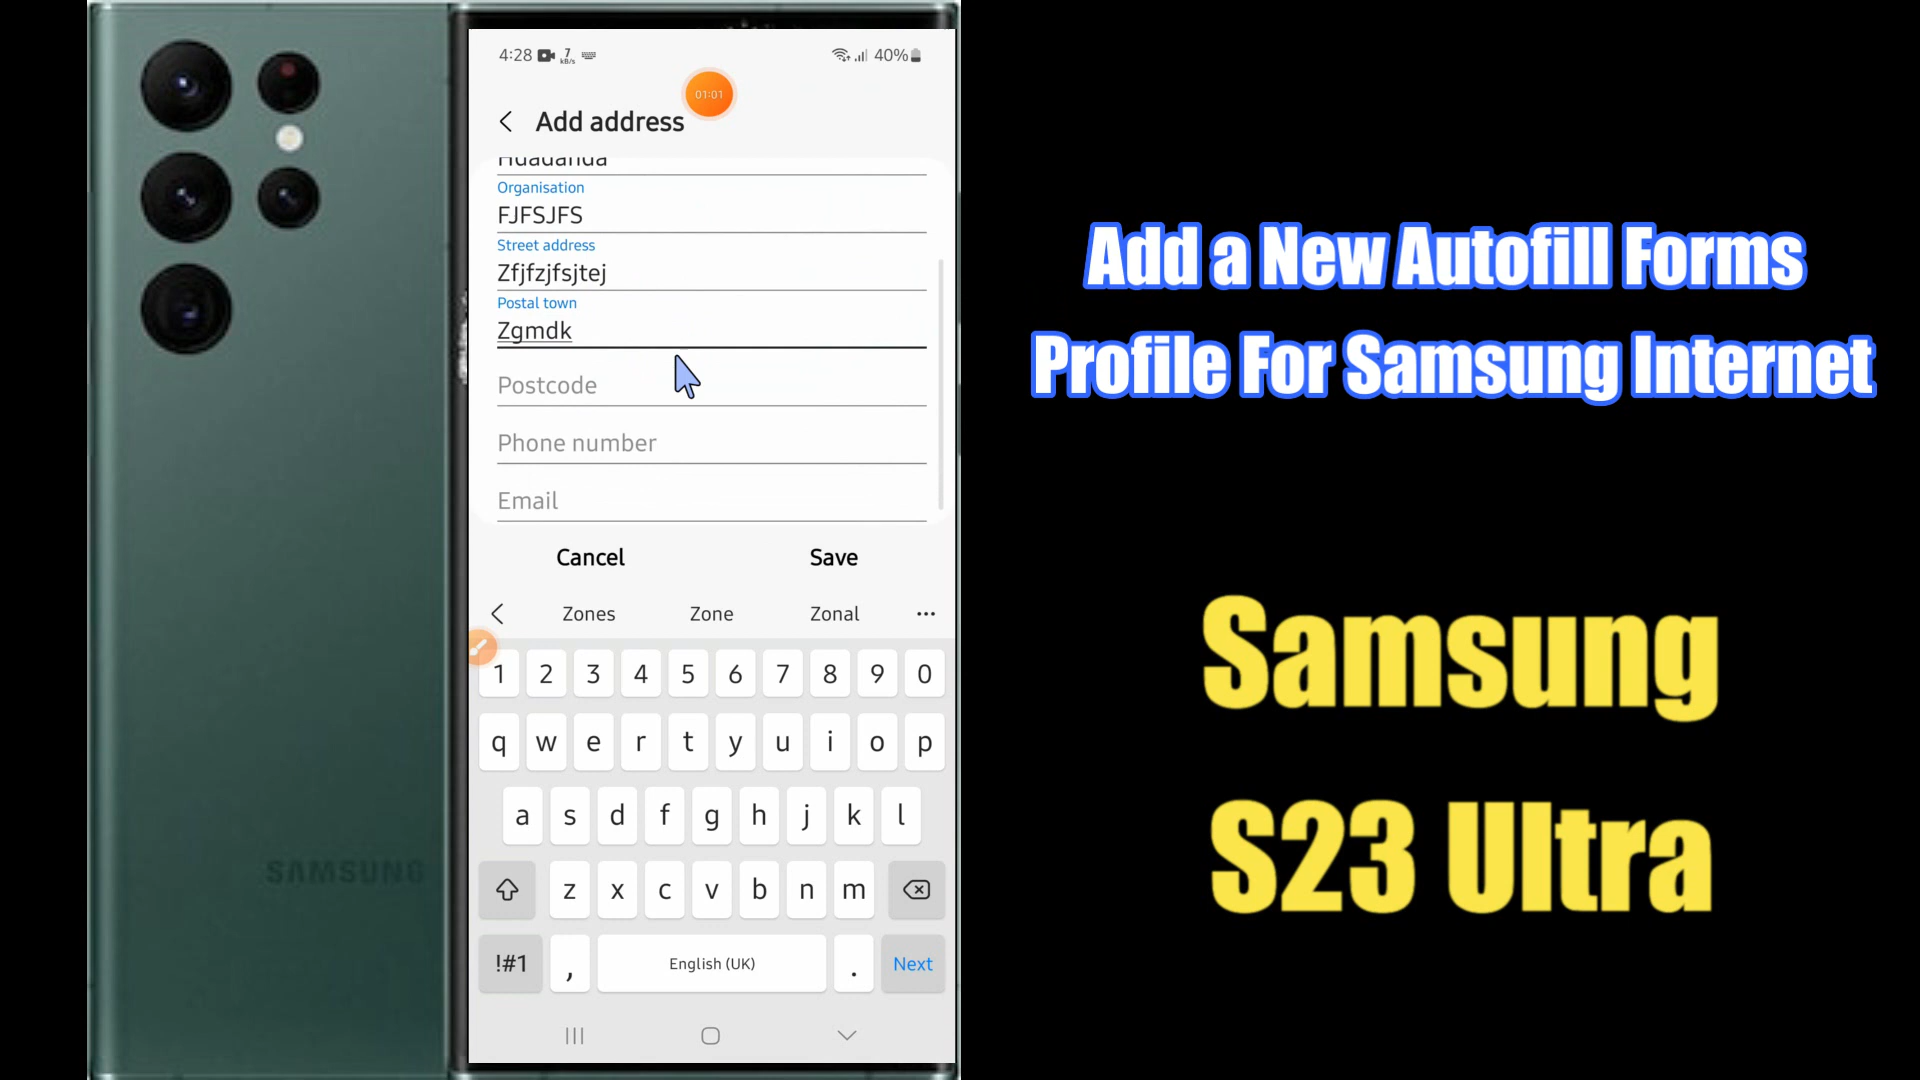 4:28 7 kB/s 40%
01:01
Add address
Organisation
FJFSJFS
Street address
Zfjfzjfsjtej
Postal town
Zgmdk
Postcode
Phone number
Email
Cancel Save
Zones Zone Zonal ...
1 2 3 4 5 6 7 8 9 0
q w e r t y u i o p
a s d f g h j k l
z x c v b n m
!#1 , English (UK) . Next
SAMSUNG
Add a New Autofill Forms
Profile For Samsung Internet
Samsung
S23 Ultra